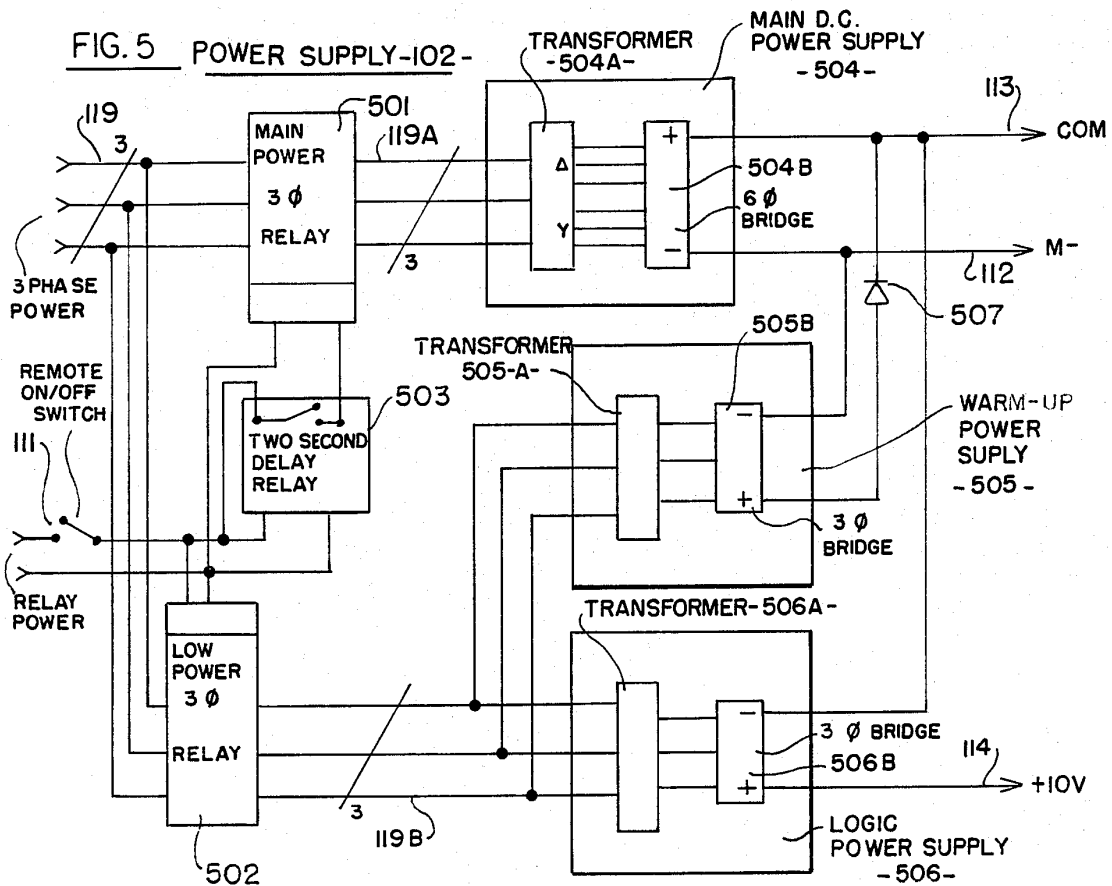 FIG. 5 POWER SUPPLY-102-
TRANSFORMER
-504A-
MAIN D.C.
POWER SUPPLY
-504-
119
3
501
MAIN
POWER
3 Ø
RELAY
119A
3
Δ
Y
+
−
504B
6 Ø
BRIDGE
113
COM
M-
112
507
3 PHASE
POWER
REMOTE
ON/OFF
SWITCH
111
503
TWO SECOND
DELAY
RELAY
TRANSFORMER
505-A-
505B
−
+
3 Ø
BRIDGE
WARM-UP
POWER
SUPLY
-505-
RELAY
POWER
LOW
POWER
3 Ø
RELAY
502
3
119B
TRANSFORMER-506A-
−
+
3 Ø BRIDGE
506B
114
+10V
LOGIC
POWER SUPPLY
-506-